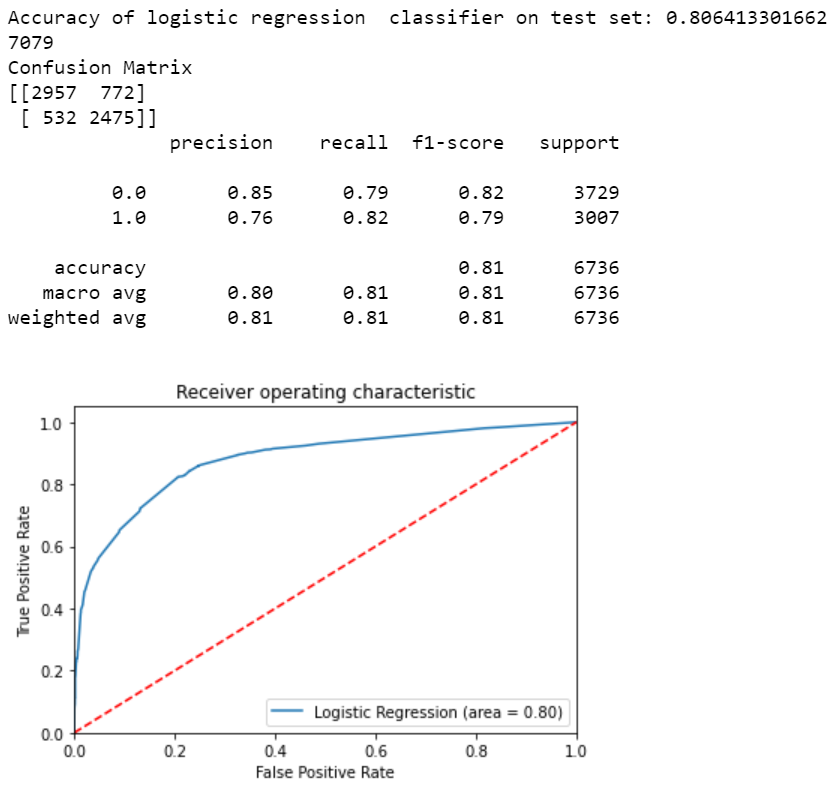 Accuracy of logistic regression  classifier on test set: 0.806413301662
7079
Confusion Matrix
[[2957  772]
 [ 532 2475]]
              precision    recall  f1-score   support
         0.0       0.85      0.79      0.82      3729
         1.0       0.76      0.82      0.79      3007
    accuracy                           0.81      6736
   macro avg       0.80      0.81      0.81      6736
weighted avg       0.81      0.81      0.81      6736
Receiver operating characteristic
1.0
0.8
0.6
0.4
0.2
0.0
True Positive Rate
Logistic Regression (area = 0.80)
0.0 0.2 0.4 0.6 0.8 1.0
False Positive Rate